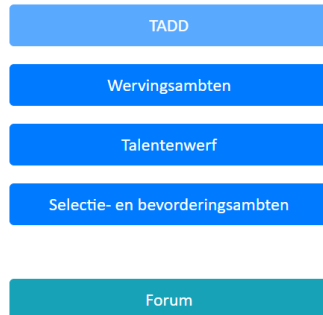 TADD
Wervingsambten
Talentenwerf
Selectie- en bevorderingsambten
Forum